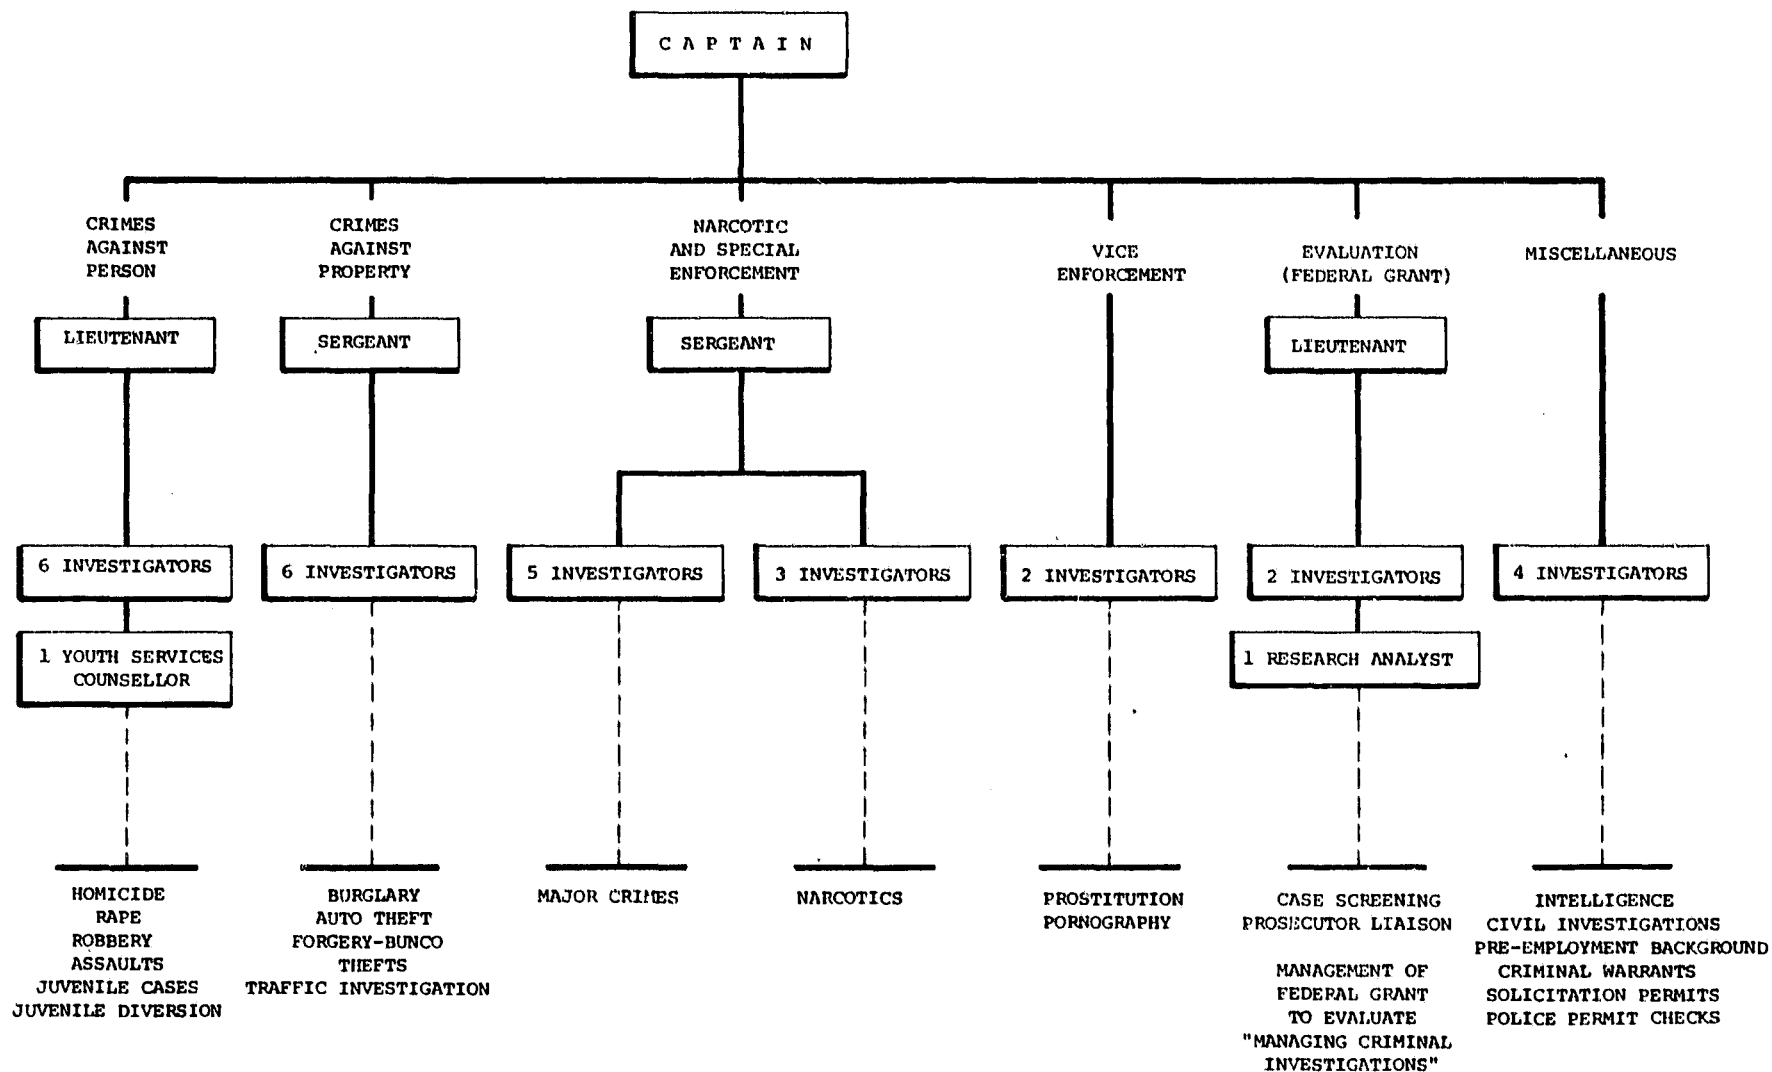 CAPTAIN
CRIMES
AGAINST
PERSON
CRIMES
AGAINST
PROPERTY
NARCOTIC
AND SPECIAL
ENFORCEMENT
VICE
ENFORCEMENT
EVALUATION
(FEDERAL GRANT)
MISCELLANEOUS
LIEUTENANT
SERGEANT
SERGEANT
LIEUTENANT
6 INVESTIGATORS
6 INVESTIGATORS
5 INVESTIGATORS
3 INVESTIGATORS
2 INVESTIGATORS
2 INVESTIGATORS
4 INVESTIGATORS
1 YOUTH SERVICES
COUNSELLOR
1 RESEARCH ANALYST
HOMICIDE
RAPE
ROBBERY
ASSAULTS
JUVENILE CASES
JUVENILE DIVERSION
BURGLARY
AUTO THEFT
FORGERY-BUNCO
THEFTS
TRAFFIC INVESTIGATION
MAJOR CRIMES
NARCOTICS
PROSTITUTION
PORNOGRAPHY
CASE SCREENING
PROSECUTOR LIAISON
MANAGEMENT OF
FEDERAL GRANT
TO EVALUATE
"MANAGING CRIMINAL
INVESTIGATIONS"
INTELLIGENCE
CIVIL INVESTIGATIONS
PRE-EMPLOYMENT BACKGROUND
CRIMINAL WARRANTS
SOLICITATION PERMITS
POLICE PERMIT CHECKS